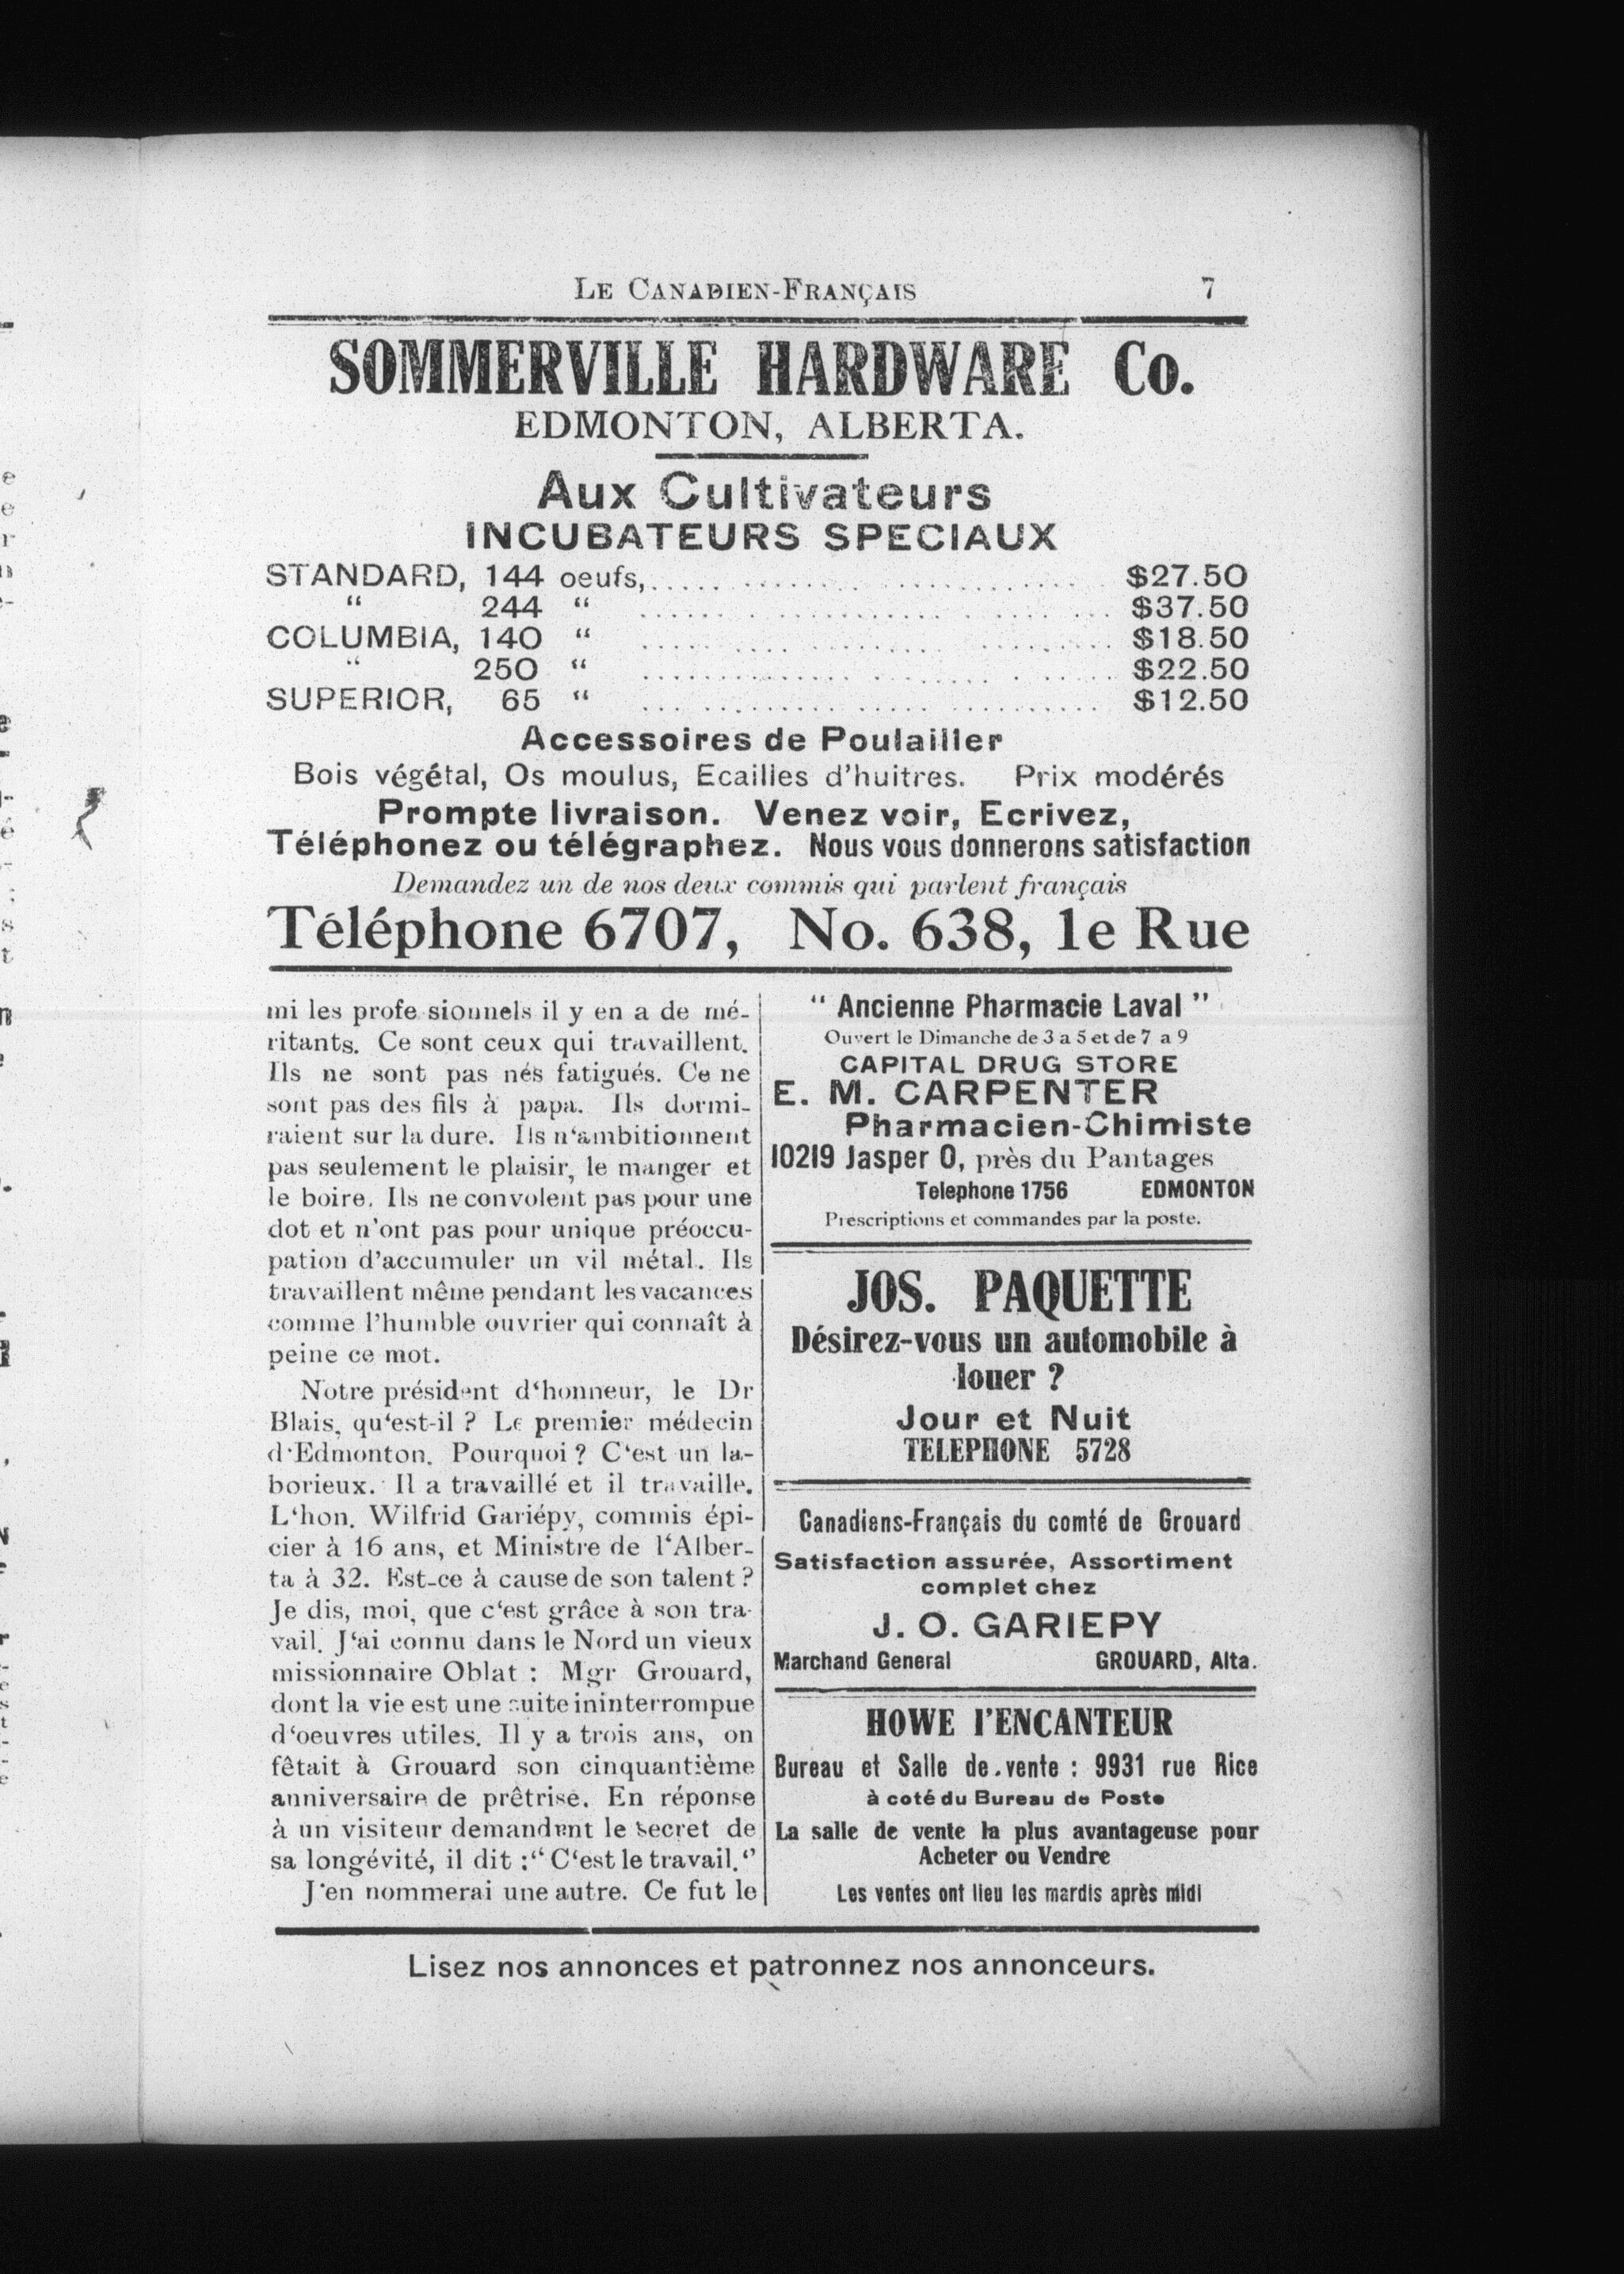 LE CANADIEN-FRANÇAIS 7
SOMMERVILLE HARDWARE Co.
EDMONTON, ALBERTA.
Aux Cultivateurs
INCUBATEURS SPECIAUX
STANDARD, 144 oeufs, $27.50
“ 244 “ $37.50
COLUMBIA, 140 “ $18.50
“ 250 “ $22.50
SUPERIOR, 65 “ $12.50
Accessoires de Poulailler
Bois végétal, Os moulus, Ecailles d'huitres. Prix modérés
Prompte livraison. Venez voir, Ecrivez,
Téléphonez ou télégraphez. Nous vous donnerons satisfaction
Demandez un de nos deux commis qui parlent français
Téléphone 6707, No. 638, 1e Rue
mi les profe sionnels il y en a de mé-
ritants. Ce sont ceux qui travaillent.
Ils ne sont pas nés fatigués. Ce ne
sont pas des fils à papa. Ils dormi-
raient sur la dure. Ils n‘ambitionnent
pas seulement le plaisir, le manger et
le boire. Ils ne convolent pas pour une
dot et n'ont pas pour unique préoccu-
pation d'accumuler un vil métal. Ils
travaillent même pendant les vacances
comme l'humble ouvrier qui connaît à
peine ce mot.
Notre président d‘honneur, le Dr
Blais, qu‘est-il ? Le premier médecin
d‘Edmonton. Pourquoi ? C‘est un la-
borieux. Il a travaillé et il travaille.
L‘hon. Wilfrid Gariépy, commis épi-
cier à 16 ans, et Ministre de l‘Alber-
ta à 32. Est-ce à cause de son talent ?
Je dis, moi, que c‘est grâce à son tra-
vail. J‘ai connu dans le Nord un vieux
missionnaire Oblat : Mgr Grouard,
dont la vie est une suite ininterrompue
d‘oeuvres utiles. Il y a trois ans, on
fêtait à Grouard son cinquantième
anniversaire de prêtrise. En réponse
à un visiteur demandant le secret de
sa longévité, il dit :“ C‘est le travail.“
J‘en nommerai une autre. Ce fut le
“ Ancienne Pharmacie Laval ”
Ouvert le Dimanche de 3 a 5 et de 7 a 9
CAPITAL DRUG STORE
E. M. CARPENTER
Pharmacien-Chimiste
10219 Jasper O, près du Pantages
Telephone 1756 EDMONTON
Prescriptions et commandes par la poste.
JOS. PAQUETTE
Désirez-vous un automobile à
louer ?
Jour et Nuit
TELEPHONE 5728
Canadiens-Français du comté de Grouard
Satisfaction assurée, Assortiment
complet chez
J. O. GARIEPY
Marchand General GROUARD, Alta.
HOWE l'ENCANTEUR
Bureau et Salle de vente : 9931 rue Rice
à coté du Bureau de Poste
La salle de vente la plus avantageuse pour
Acheter ou Vendre
Les ventes ont lieu les mardis après midi
Lisez nos annonces et patronnez nos annonceurs.